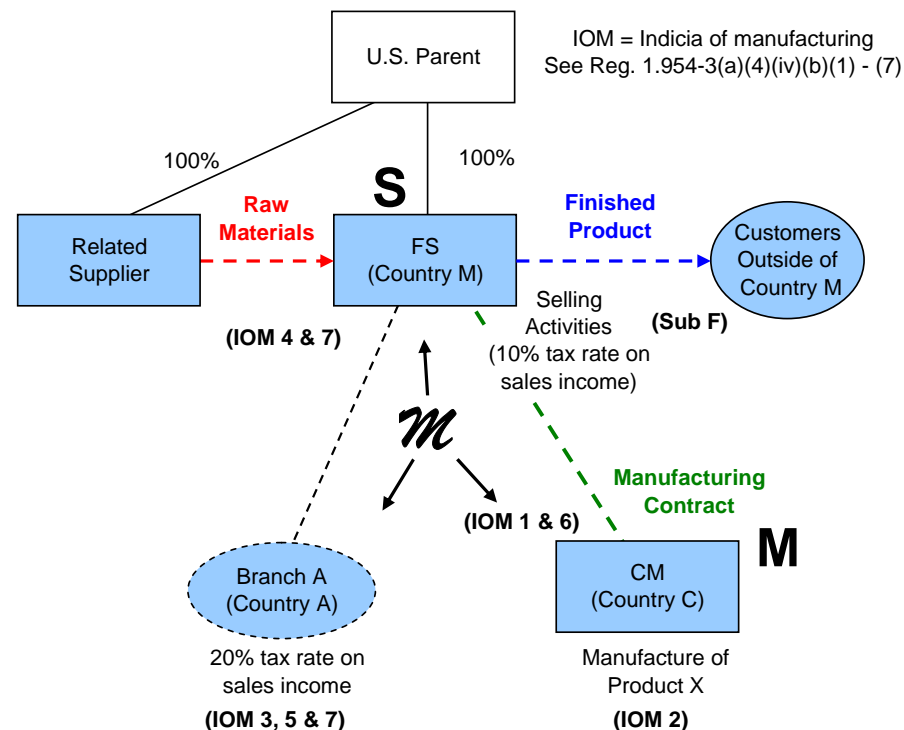 U.S. Parent
IOM = Indicia of manufacturing
See Reg. 1.954-3(a)(4)(iv)(b)(1) - (7)
100%
100%
S
Raw
Materials
Finished
Product
Related
Supplier
FS
(Country M)
Customers
Outside of
Country M
(IOM 4 & 7)
Selling
Activities
(10% tax rate on
sales income)
(Sub F)
M
Manufacturing
Contract
(IOM 1 & 6)
M
Branch A
(Country A)
CM
(Country C)
20% tax rate on
sales income
(IOM 3, 5 & 7)
Manufacture of
Product X
(IOM 2)